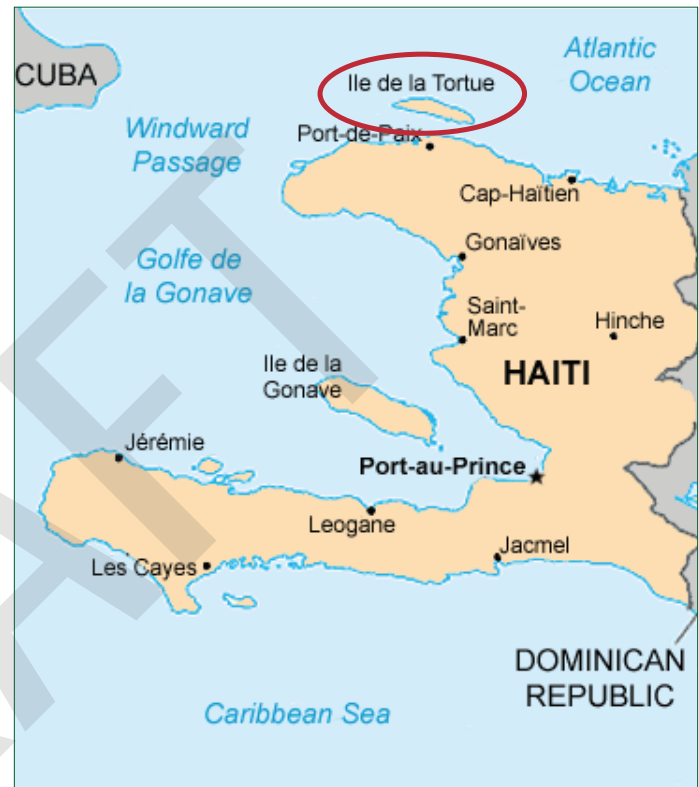 CUBA
Atlantic
Ocean
Ile de la Tortue
Windward
Passage
Port-de-Paix
Cap-Haïtien
Golfe de
la Gonave
Gonaïves
Saint-
Marc
Hinche
HAITI
Ile de la
Gonave
Jérémie
Port-au-Prince
Leogane
Jacmel
Les Cayes
DOMINICAN
REPUBLIC
Caribbean Sea